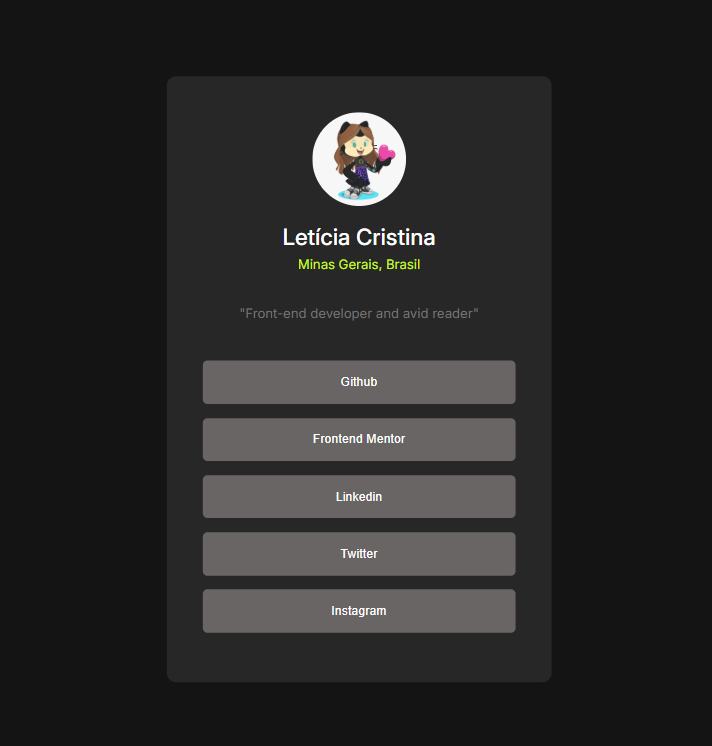 Letícia Cristina
Minas Gerais, Brasil
"Front-end developer and avid reader"
Github
Frontend Mentor
Linkedin
Twitter
Instagram